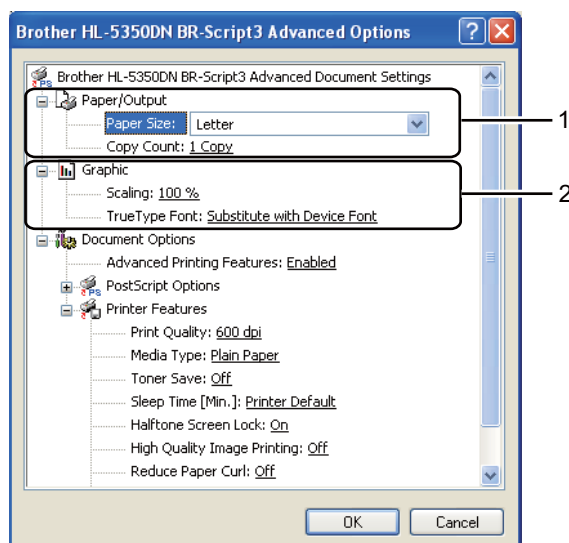 Brother HL-5350DN BR-Script3 Advanced Options
Brother HL-5350DN BR-Script3 Advanced Document Settings
Paper/Output
Paper Size: Letter
1
Copy Count: 1 Copy
Graphic
Scaling: 100 %
2
TrueType Font: Substitute with Device Font
Document Options
Advanced Printing Features: Enabled
PostScript Options
Printer Features
Print Quality: 600 dpi
Media Type: Plain Paper
Toner Save: Off
Sleep Time [Min.]: Printer Default
Halftone Screen Lock: On
High Quality Image Printing: Off
Reduce Paper Curl: Off
OK Cancel